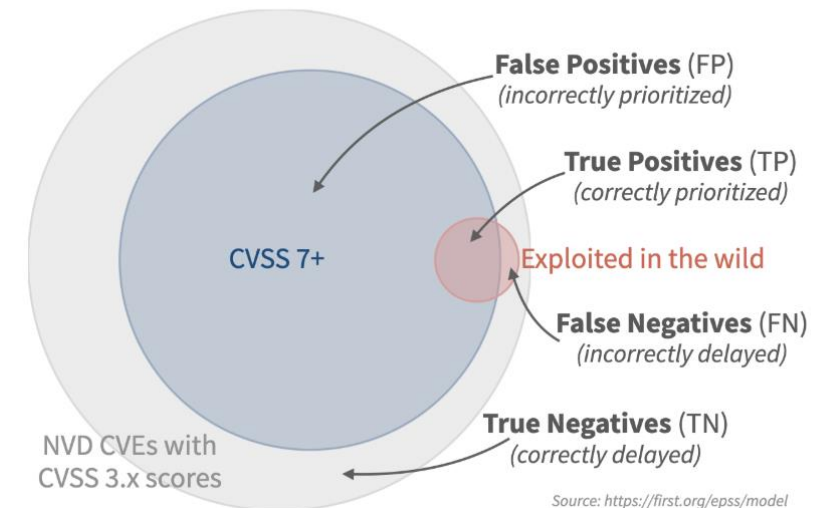 False Positives (FP)
(incorrectly prioritized)
True Positives (TP)
(correctly prioritized)
CVSS 7+
Exploited in the wild
False Negatives (FN)
(incorrectly delayed)
True Negatives (TN)
(correctly delayed)
NVD CVEs with
CVSS 3.x scores
Source: https://first.org/epss/model